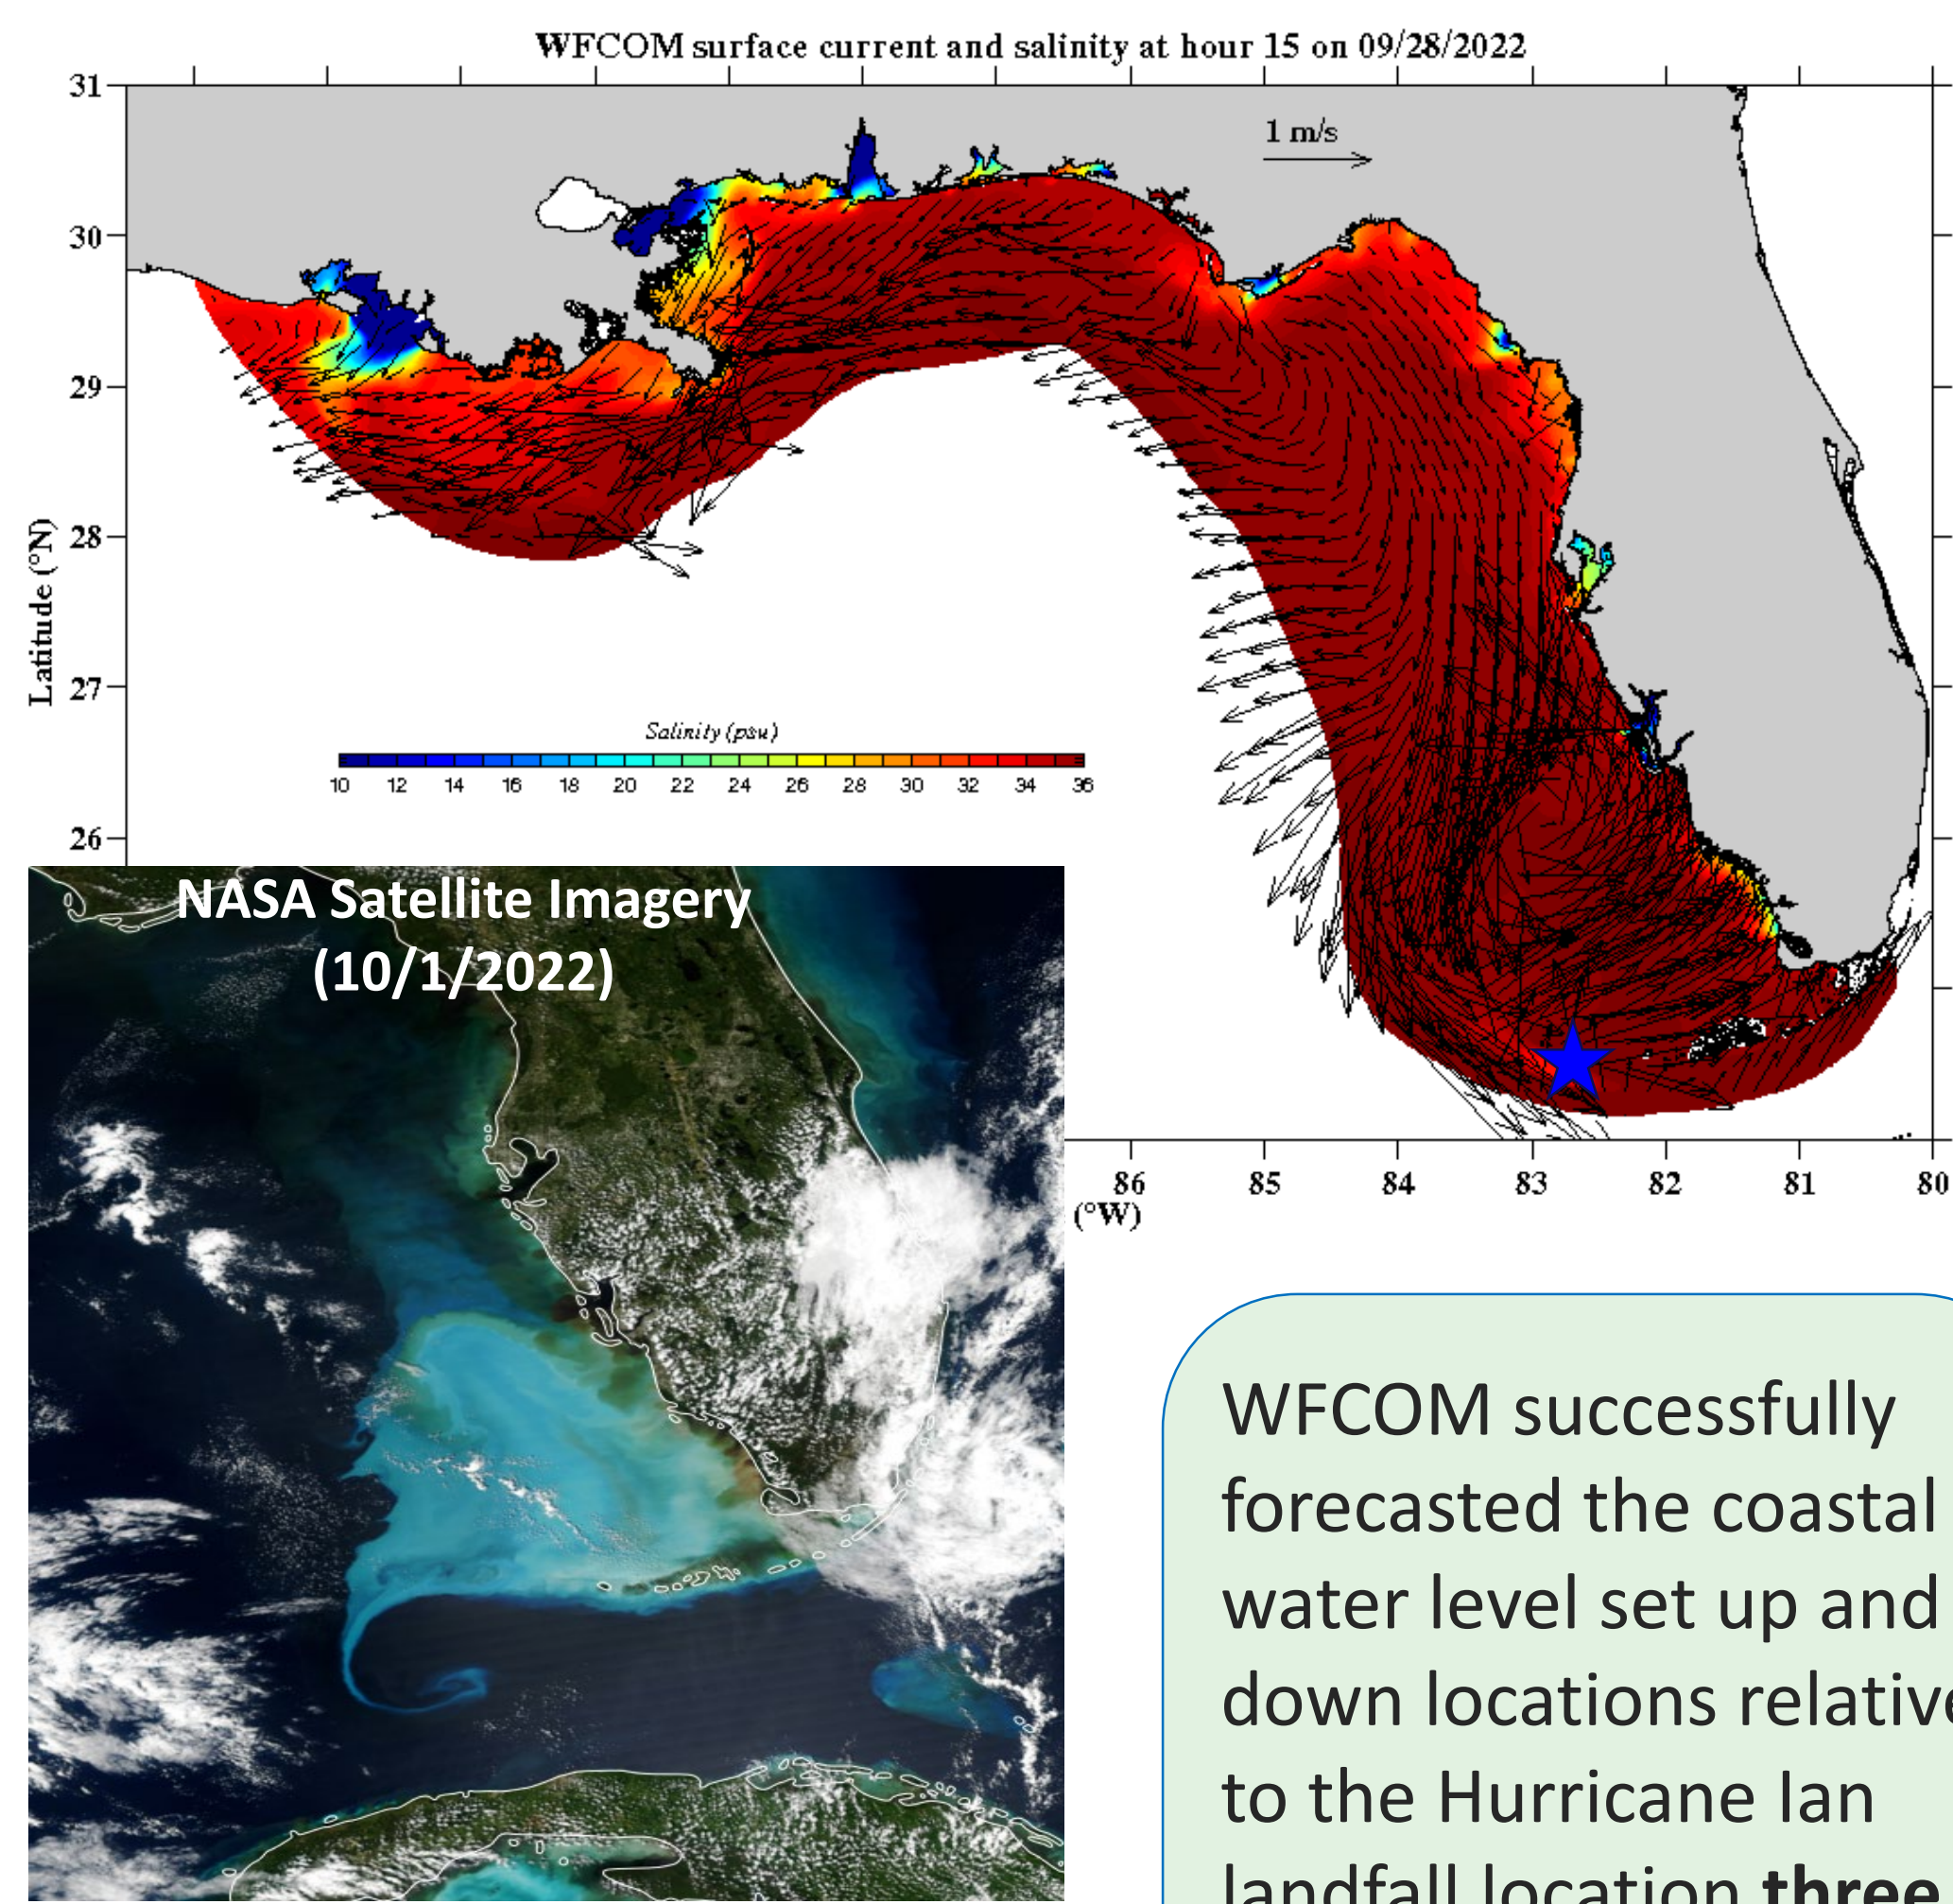 WFCOM surface current and salinity at hour 15 on 09/28/2022
31
1 m/s
30
29
Latitude (°N)
28
27
Salinity (psu)
10 12 14 16 18 20 22 24 26 28 30 32 34 36
26
NASA Satellite Imagery
(10/1/2022)
86 85 84 83 82 81 80
(°W)
WFCOM successfully
forecasted the coastal
water level set up and
down locations relative
to the Hurricane Ian
landfall location three